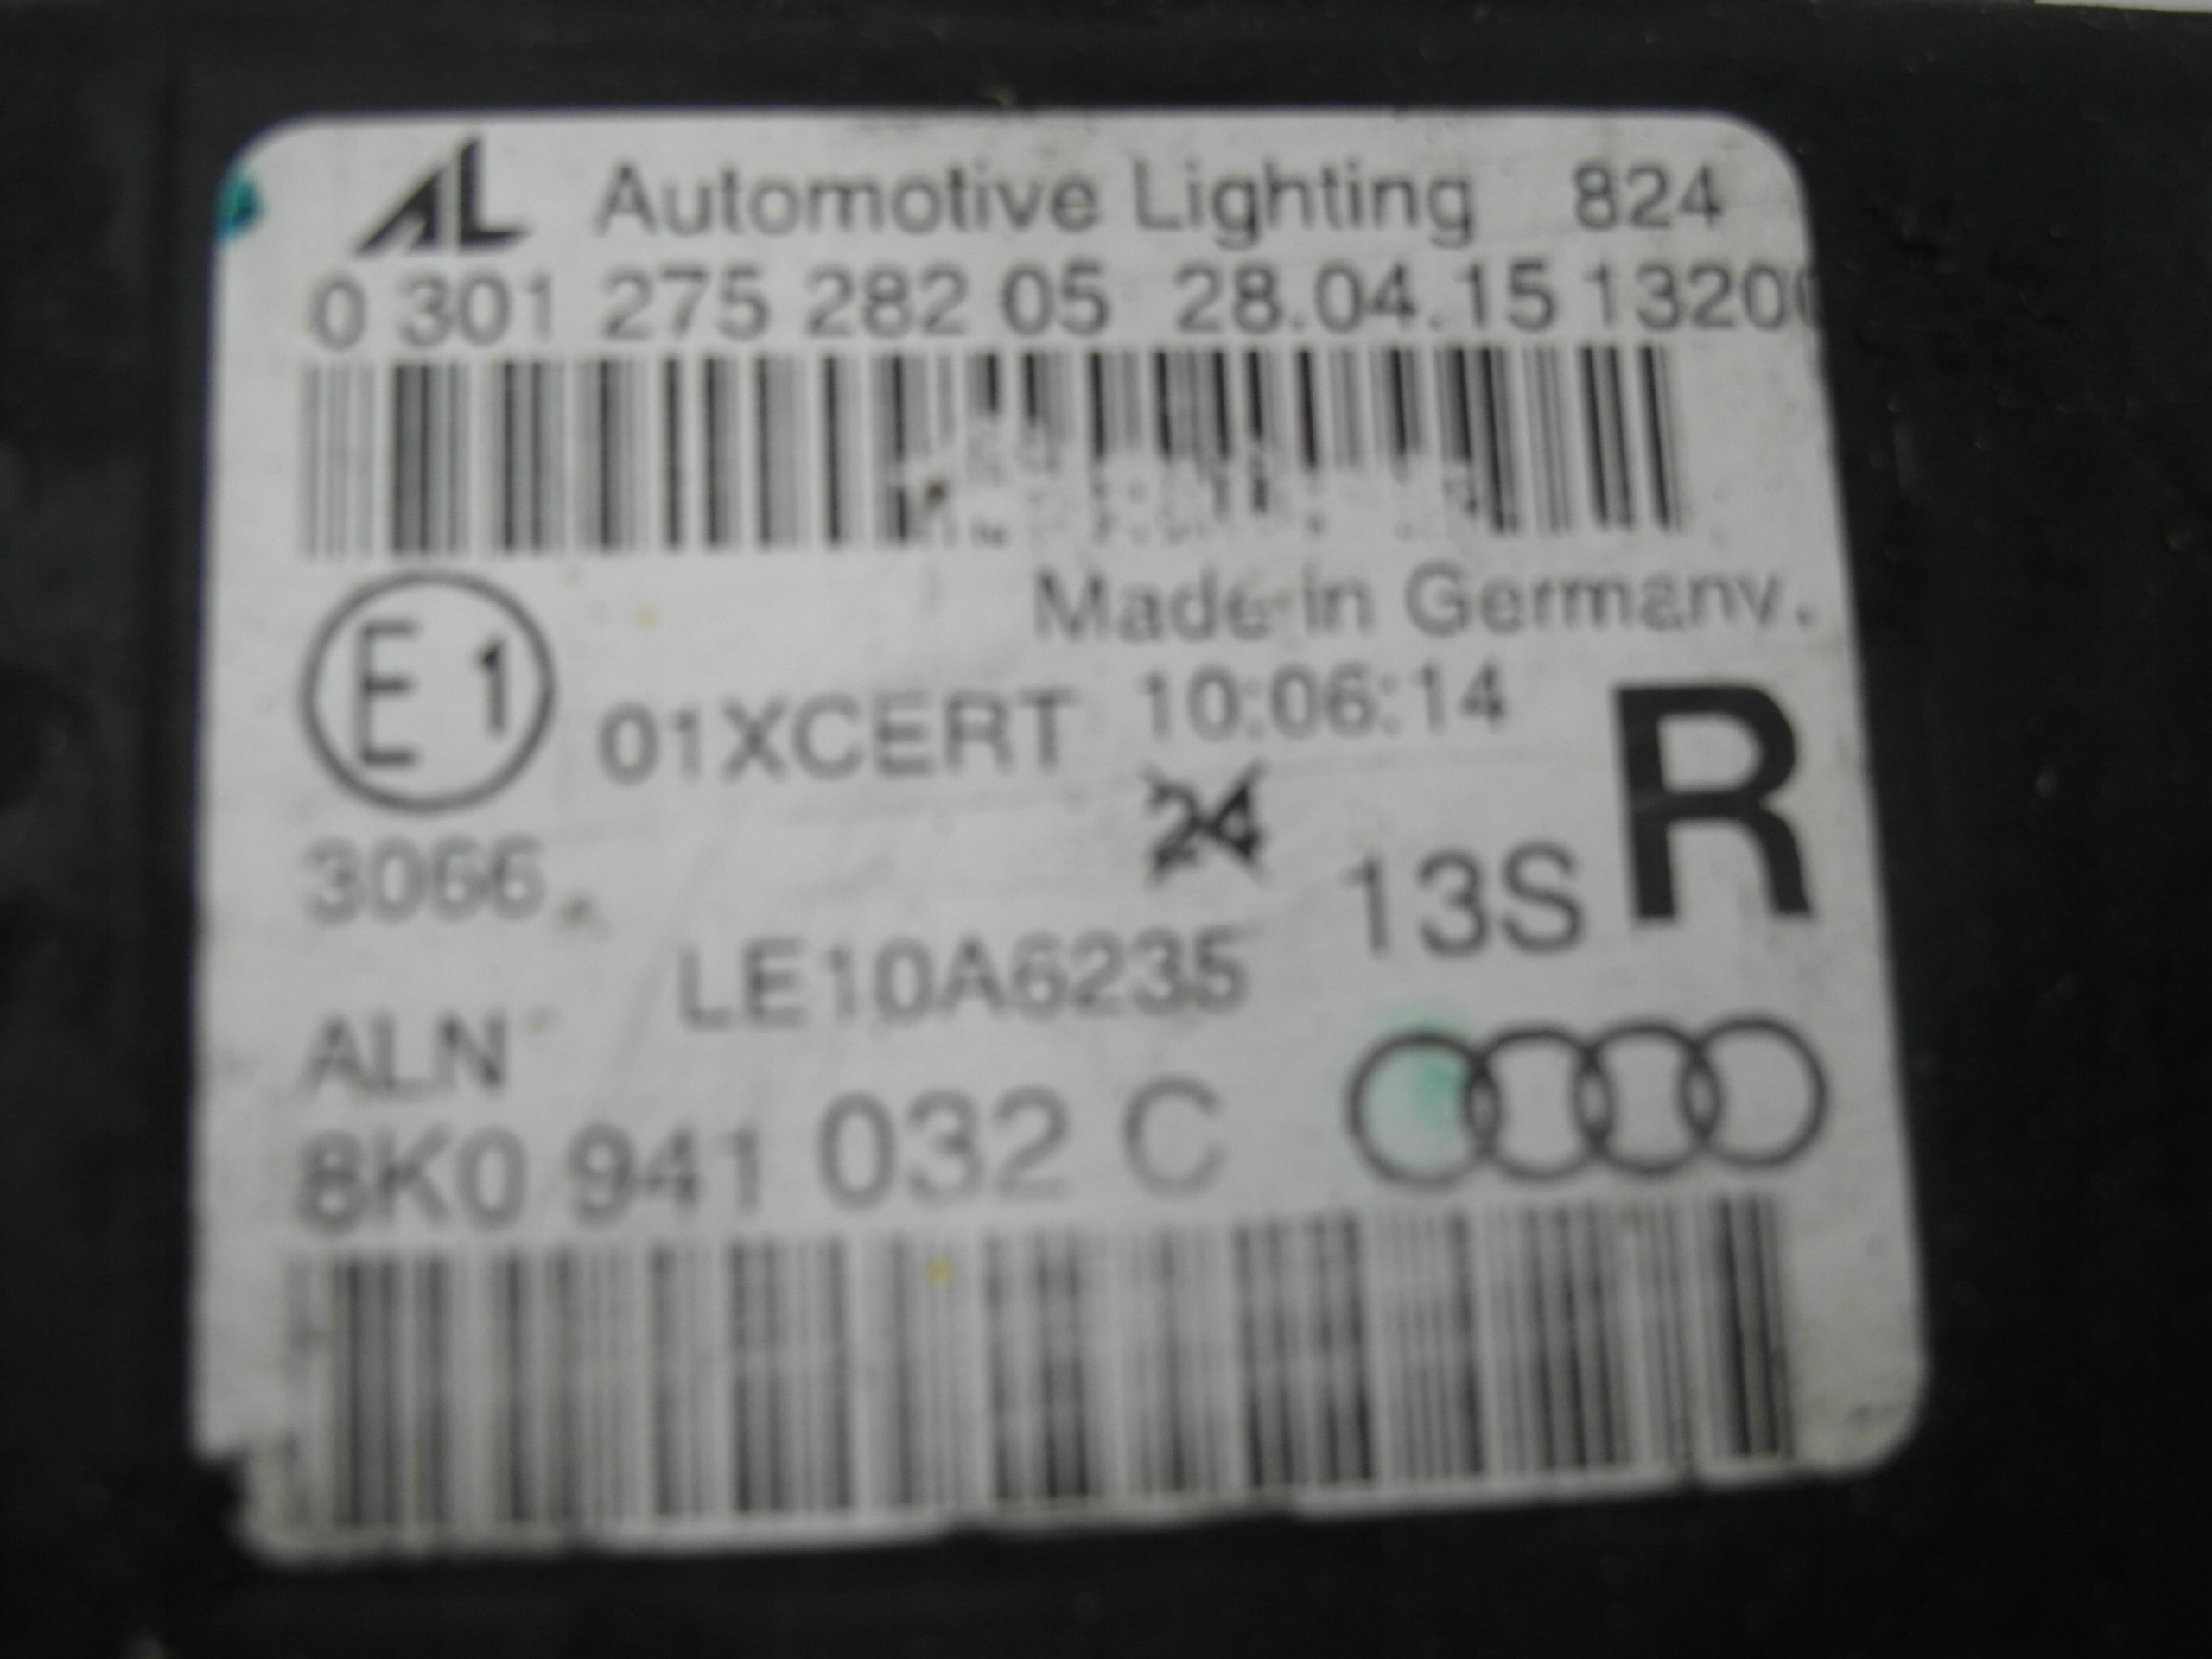 AL Automotive Lighting 824
0 301 275 282 05 28.04.15 1320
Made in Germany.
E1 01XCERT 10:06:14 R
24
3066 13S
LE10A6235
ALN
8K0 941 032 C